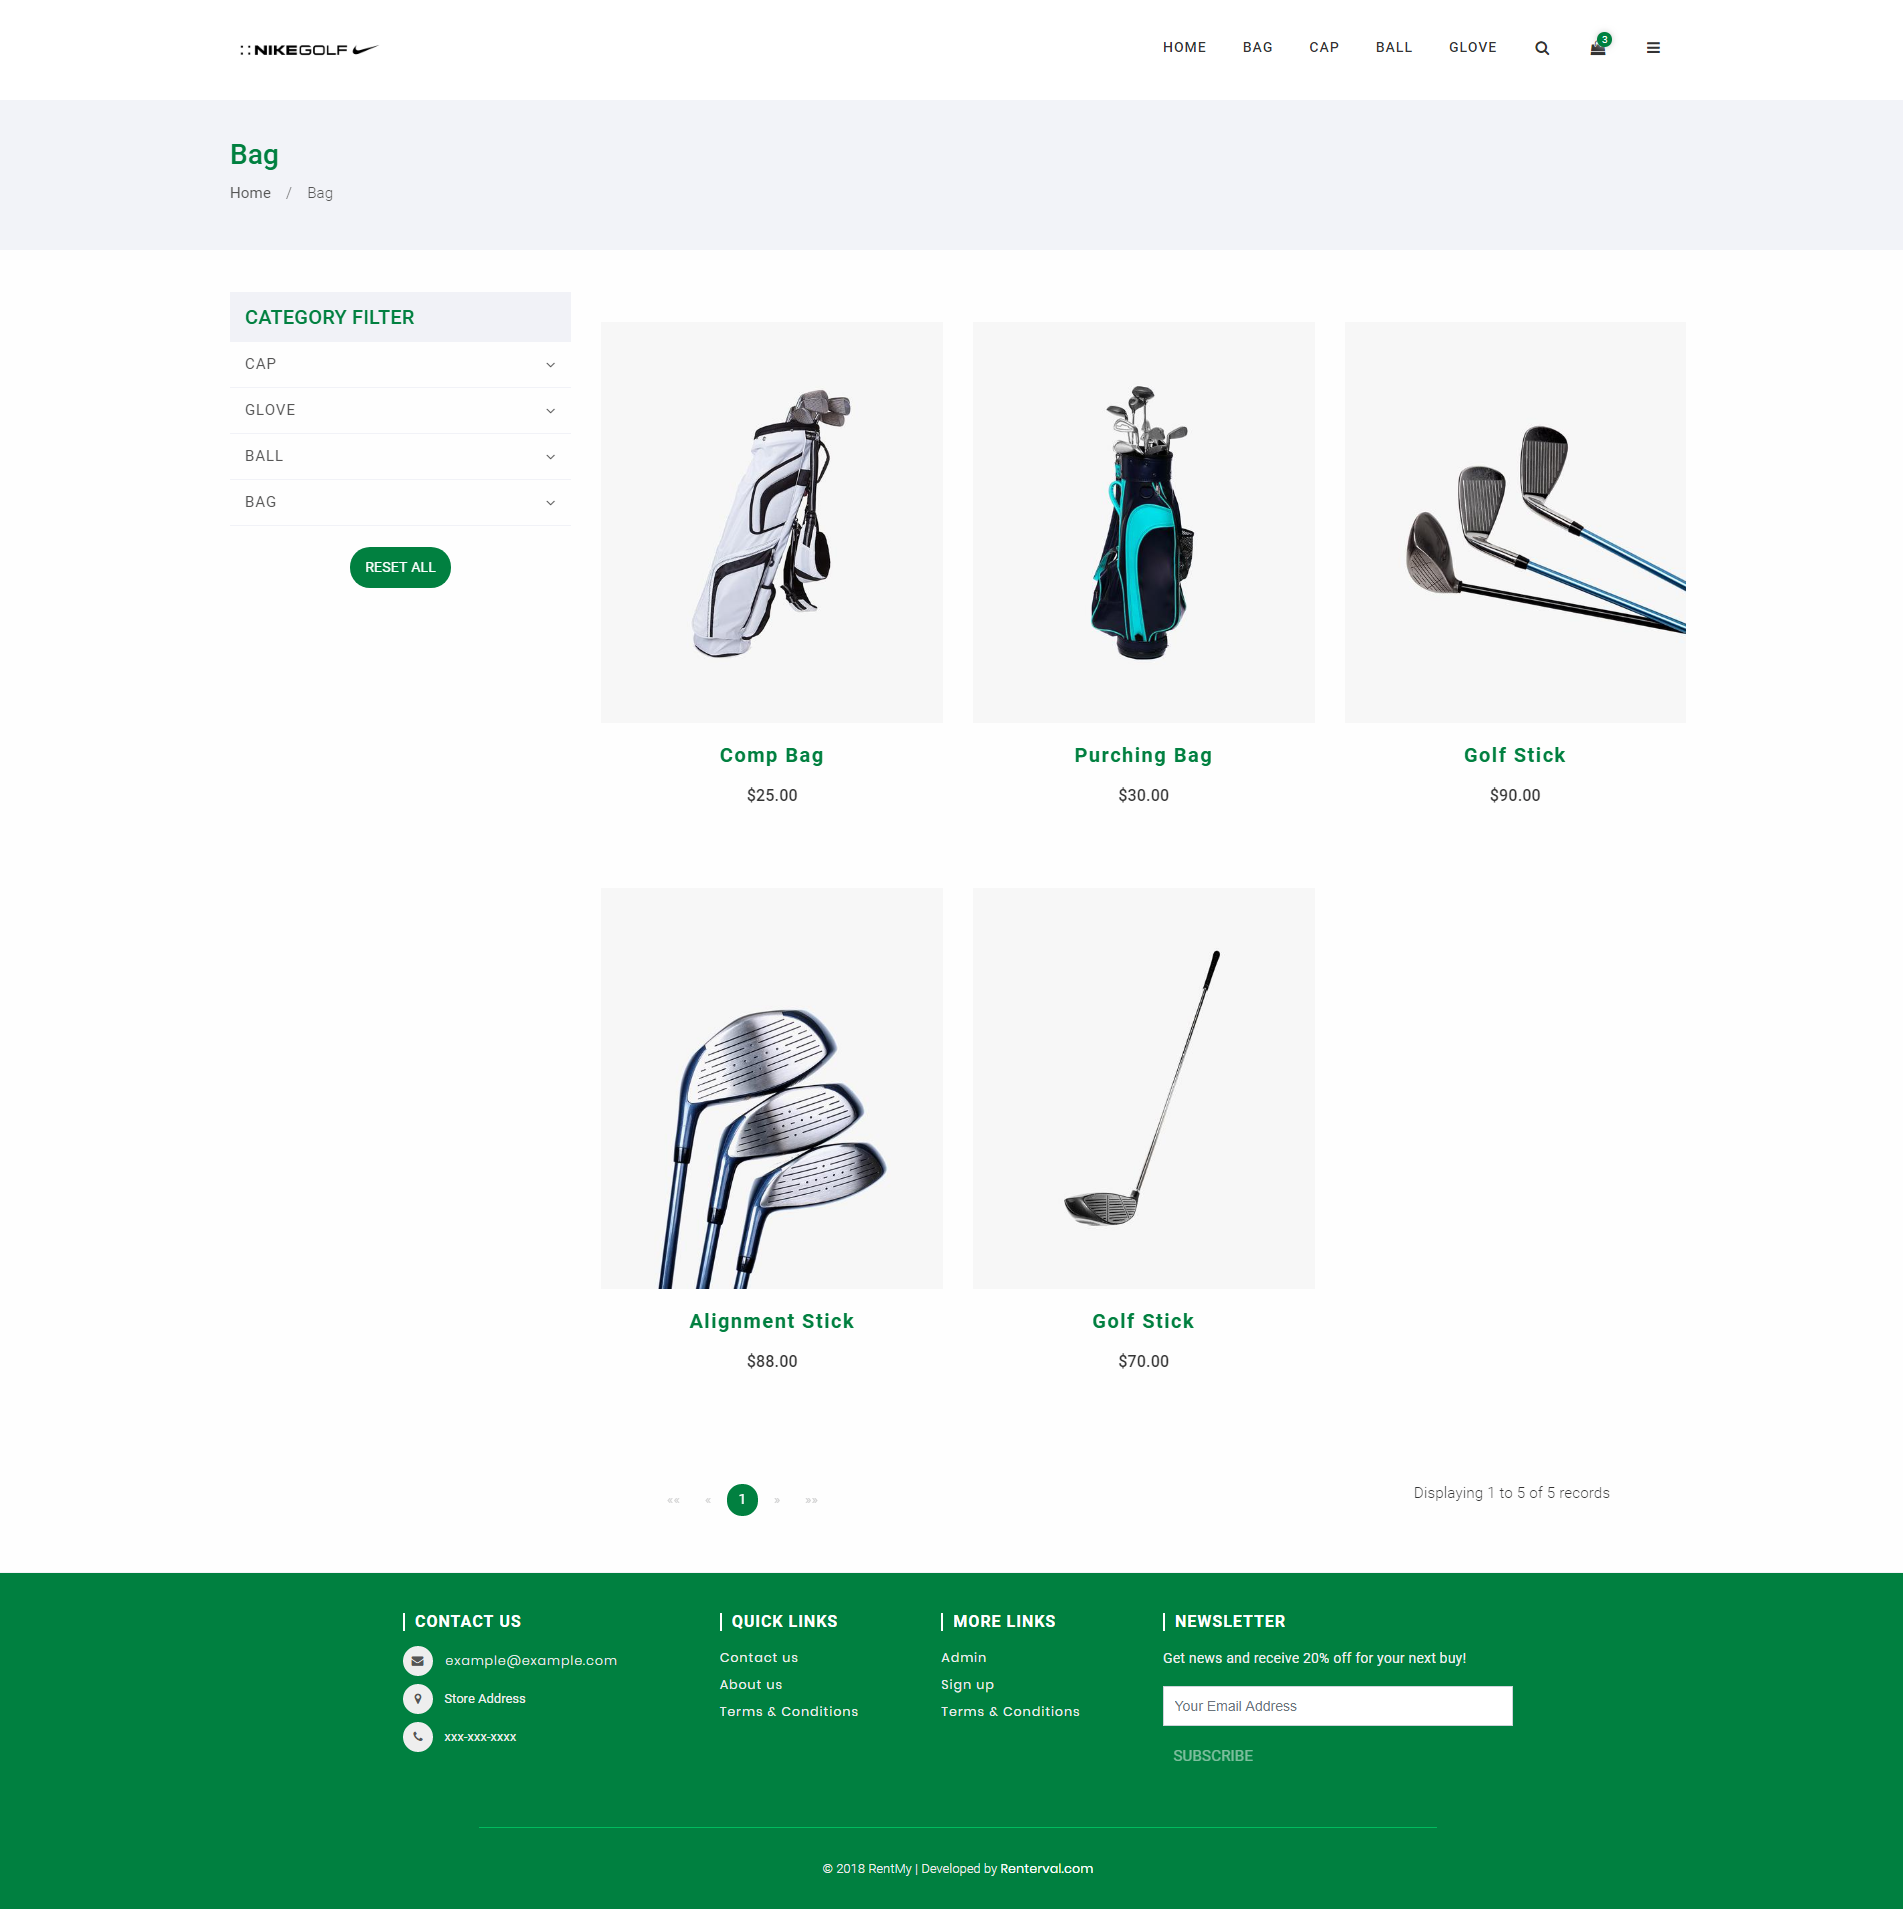 NIKEGOLF
HOME BAG CAP BALL GLOVE 3
Bag
Home / Bag
CATEGORY FILTER
CAP
GLOVE
BALL
BAG
RESET ALL
Comp Bag
$25.00
Purching Bag
$30.00
Golf Stick
$90.00
Alignment Stick
$88.00
Golf Stick
$70.00
«« « 1 » »»
Displaying 1 to 5 of 5 records
CONTACT US
example@example.com
Store Address
xxx-xxx-xxxx
QUICK LINKS
Contact us
About us
Terms & Conditions
MORE LINKS
Admin
Sign up
Terms & Conditions
NEWSLETTER
Get news and receive 20% off for your next buy!
Your Email Address
SUBSCRIBE
© 2018 RentMy | Developed by Renterval.com